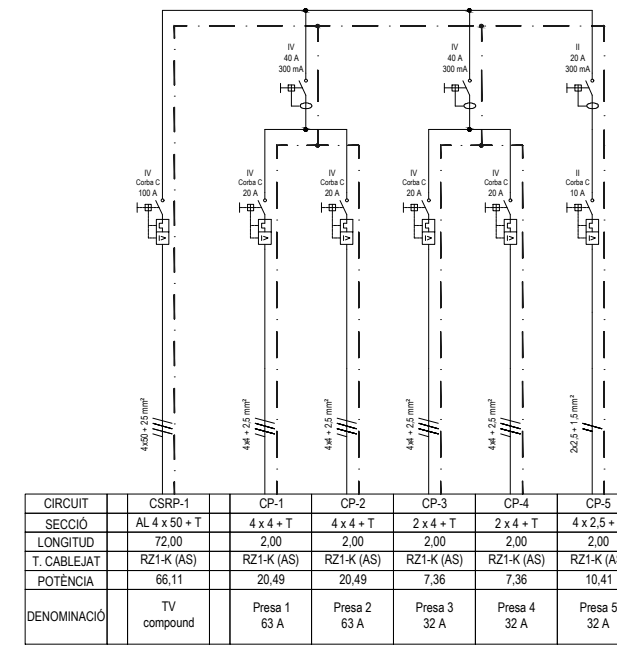 IV
40 A
300 mA
IV
40 A
300 mA
II
20 A
300 mA
IV
Corba C
100 A
IV
Corba C
20 A
IV
Corba C
20 A
IV
Corba C
20 A
IV
Corba C
20 A
II
Corba C
10 A
4x50 + 25 mm²
4x4 + 2,5 mm²
4x4 + 2,5 mm²
4x4 + 2,5 mm²
4x4 + 2,5 mm²
2x2,5 + 1,5 mm²
CIRCUIT CSRP-1 CP-1 CP-2 CP-3 CP-4 CP-5
SECCIÓ AL 4 x 50 + T 4 x 4 + T 4 x 4 + T 2 x 4 + T 2 x 4 + T 4 x 2,5 +
LONGITUD 72,00 2,00 2,00 2,00 2,00 2,00
T. CABLEJAT RZ1-K (AS) RZ1-K (AS) RZ1-K (AS) RZ1-K (AS) RZ1-K (AS) RZ1-K (AS
POTÈNCIA 66,11 20,49 20,49 7,36 7,36 10,41
DENOMINACIÓ TV Presa 1 Presa 2 Presa 3 Presa 4 Presa 5
compound 63 A 63 A 32 A 32 A 32 A